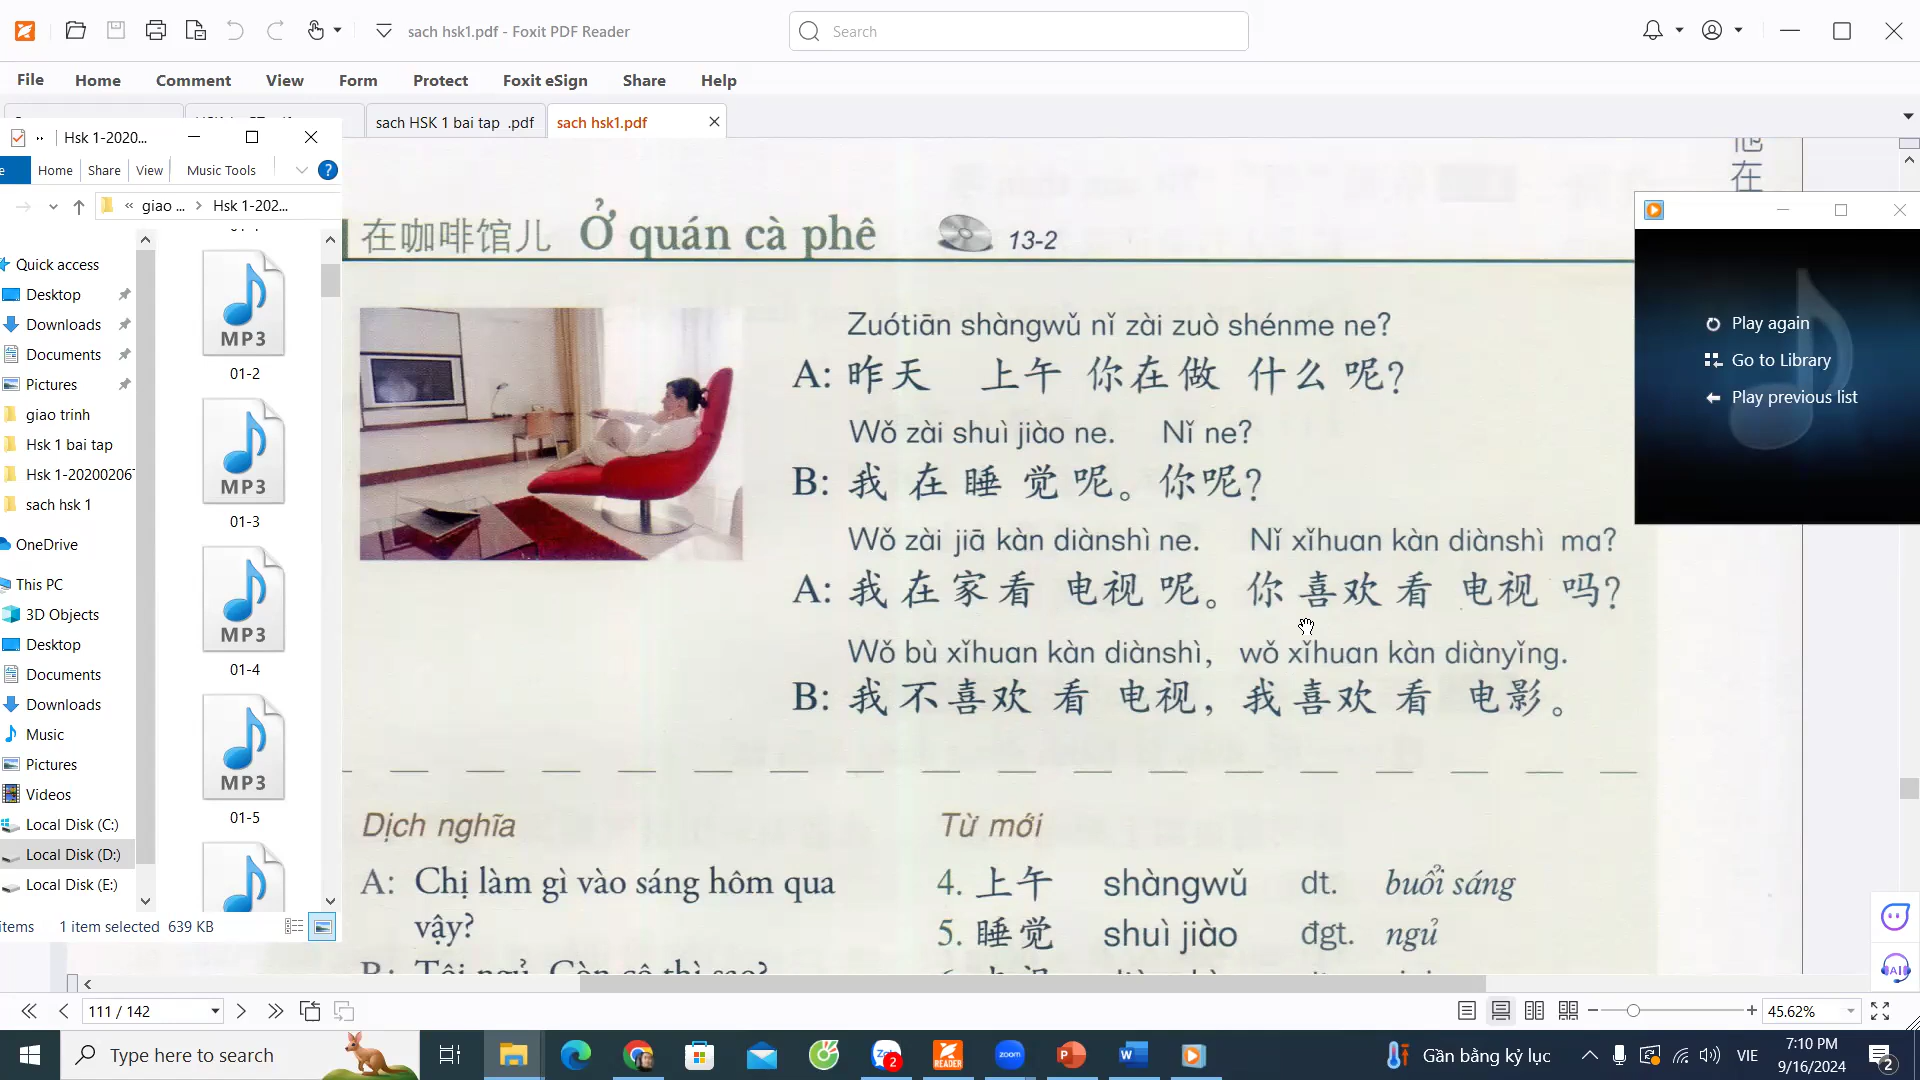 sach hsk1.pdf - Foxit PDF Reader
Search
File Home Comment View Form Protect Foxit eSign Share Help
sach HSK 1 bai tap .pdf
sach hsk1.pdf
Hsk 1-2020...
Home Share View Music Tools
« giao ... > Hsk 1-202...
Quick access
Desktop
Downloads
Documents
Pictures
giao trinh
Hsk 1 bai tap
Hsk 1-20200206
sach hsk 1
OneDrive
This PC
3D Objects
Desktop
Documents
Downloads
Music
Pictures
Videos
Local Disk (C:)
Local Disk (D:)
Local Disk (E:)
MP3
01-2
MP3
01-3
MP3
01-4
MP3
01-5
items 1 item selected 639 KB
在
在咖啡馆儿 Ở quán cà phê 13-2
Zuótiān shàngwǔ nǐ zài zuò shénme ne?
A: 昨天 上午 你在做 什么 呢?
Wǒ zài shuì jiào ne. Nǐ ne?
B: 我 在 睡 觉 呢。你呢?
Wǒ zài jiā kàn diànshì ne. Nǐ xǐhuan kàn diànshì ma?
A: 我 在 家 看 电视 呢。你 喜欢 看 电视 吗?
Wǒ bù xǐhuan kàn diànshì, wǒ xǐhuan kàn diànyǐng.
B: 我 不 喜欢 看 电视, 我 喜欢 看 电影。
Dịch nghĩa
A: Chị làm gì vào sáng hôm qua
vậy?
B: Tôi ngủ. Còn cô thì sao?
Từ mới
4. 上午 shàngwǔ dt. buổi sáng
5. 睡觉 shuì jiào đgt. ngủ
Play again
Go to Library
Play previous list
AI
111 / 142
45.62%
Type here to search
READER
zoom
2
Gần bằng kỷ lục
VIE
7:10 PM
9/16/2024
2